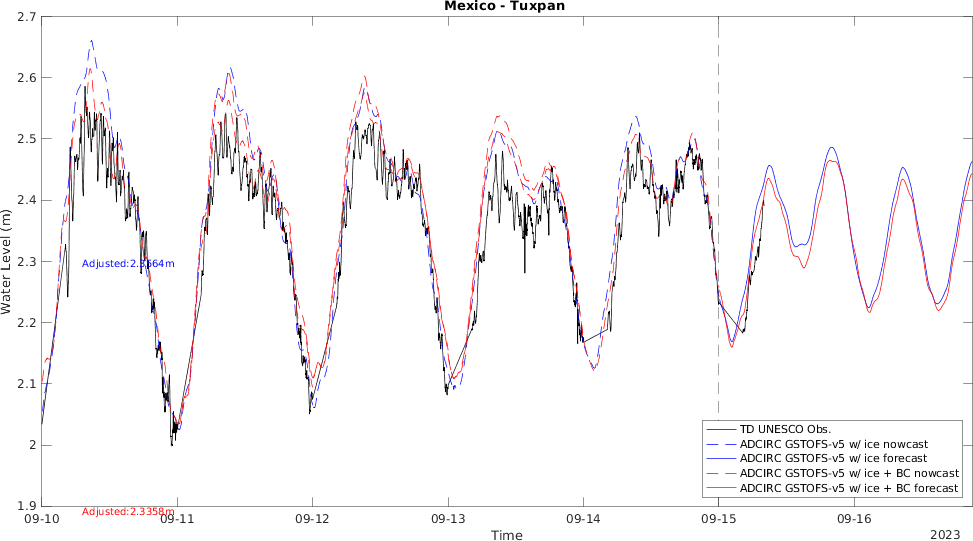 Mexico - Tuxpan
Water Level (m)
2.7
2.6
2.5
2.4
2.3
2.2
2.1
2
1.9
Adjusted:2.3564m
Adjusted:2.3358m
TD UNESCO Obs.
ADCIRC GSTOFS-v5 w/ ice nowcast
ADCIRC GSTOFS-v5 w/ ice forecast
ADCIRC GSTOFS-v5 w/ ice + BC nowcast
ADCIRC GSTOFS-v5 w/ ice + BC forecast
09-10 09-11 09-12 09-13 09-14 09-15 09-16
Time
2023